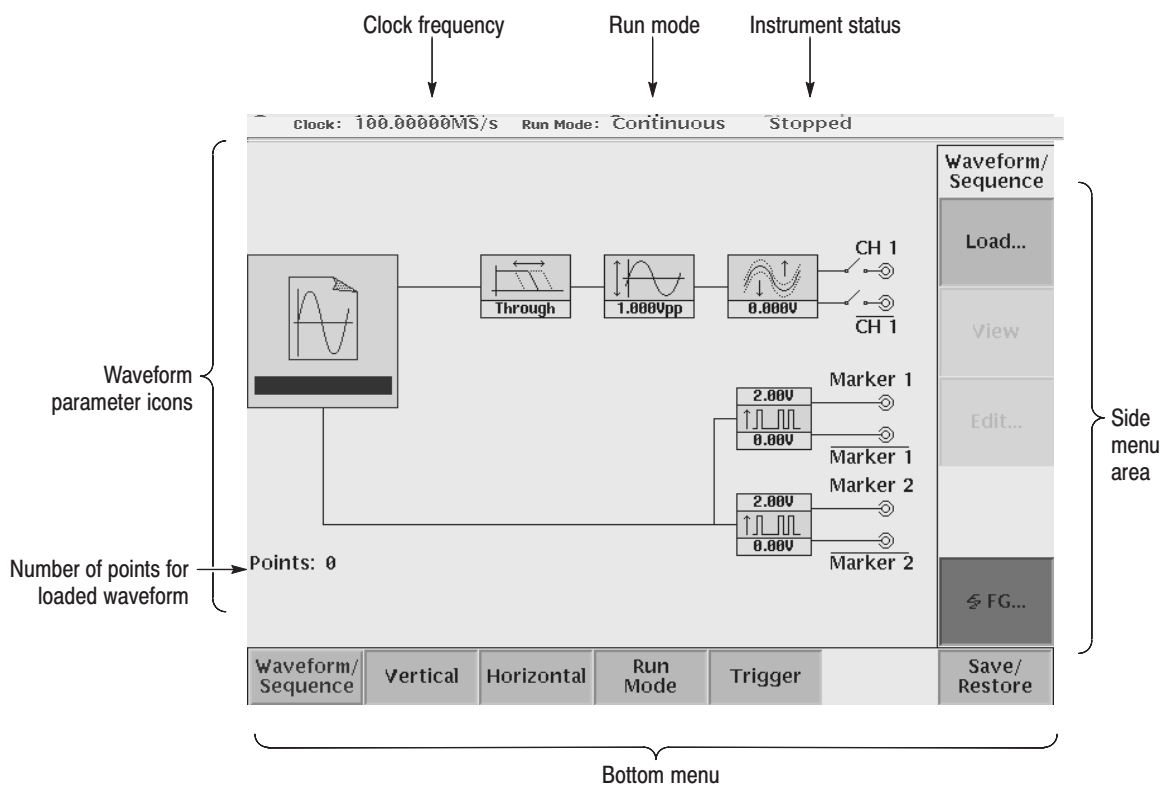 Clock frequency
Run mode
Instrument status
Clock: 100.00000MS/s Run Mode: Continuous Stopped
Waveform/
Sequence
Load...
View
Edit...
FG...
CH 1
CH 1
Through
1.000Vpp
0.000V
Marker 1
2.00V
0.00V
Marker 1
Marker 2
2.00V
0.00V
Marker 2
Points: 0
Waveform
parameter icons
Number of points for
loaded waveform
Side
menu
area
Waveform/
Sequence
Vertical
Horizontal
Run
Mode
Trigger
Save/
Restore
Bottom menu